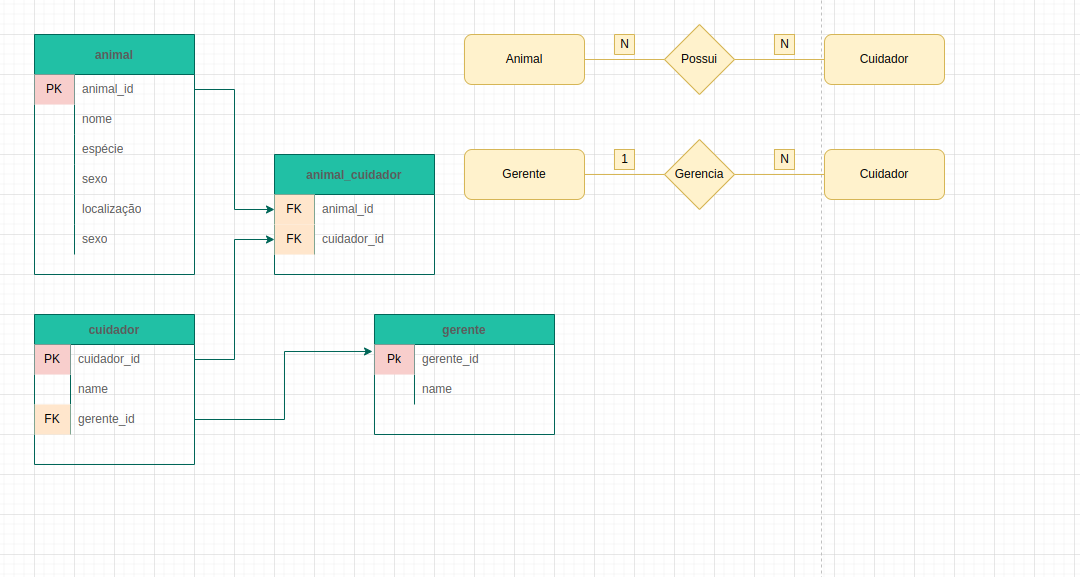 animal
PK animal_id
nome
espécie
sexo
localização
sexo
animal_cuidador
FK animal_id
FK cuidador_id
cuidador
PK cuidador_id
name
FK gerente_id
gerente
Pk gerente_id
name
Animal N Possui N Cuidador
Gerente 1 Gerencia N Cuidador